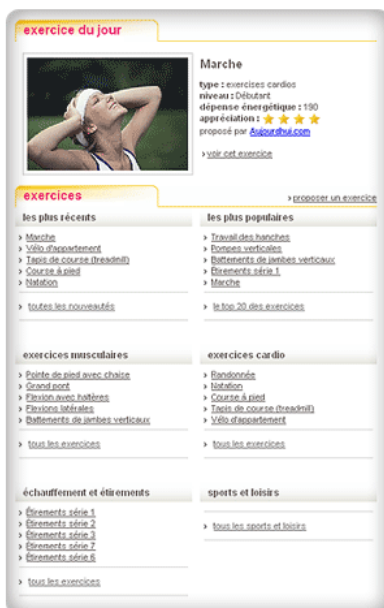 exercice du jour
Marche
type : exercises cardios
niveau : Débutant
dépense énergétique : 190
appréciation :
proposé par Aujourdhui.com
› voir cet exercice
exercices
› proposer un exercice
les plus récents
› Marche
› Vélo d'appartement
› Tapis de course (treadmill)
› Course à pied
› Natation
› toutes les nouveautés
les plus populaires
› Travail des hanches
› Pompes verticales
› Battements de jambes verticaux
› Étirements série 1
› Marche
› le top 20 des exercices
exercices musculaires
› Pointe de pied avec chaise
› Grand pont
› Flexion avec haltères
› Flexions latérales
› Battements de jambes verticaux
› tous les exercices
exercices cardio
› Randonnée
› Natation
› Course à pied
› Tapis de course (treadmill)
› Vélo d'appartement
› tous les exercices
échauffement et étirements
› Étirements série 1
› Étirements série 2
› Étirements série 3
› Étirements série 7
› Étirements série 6
› tous les exercices
sports et loisirs
› tous les sports et loisirs